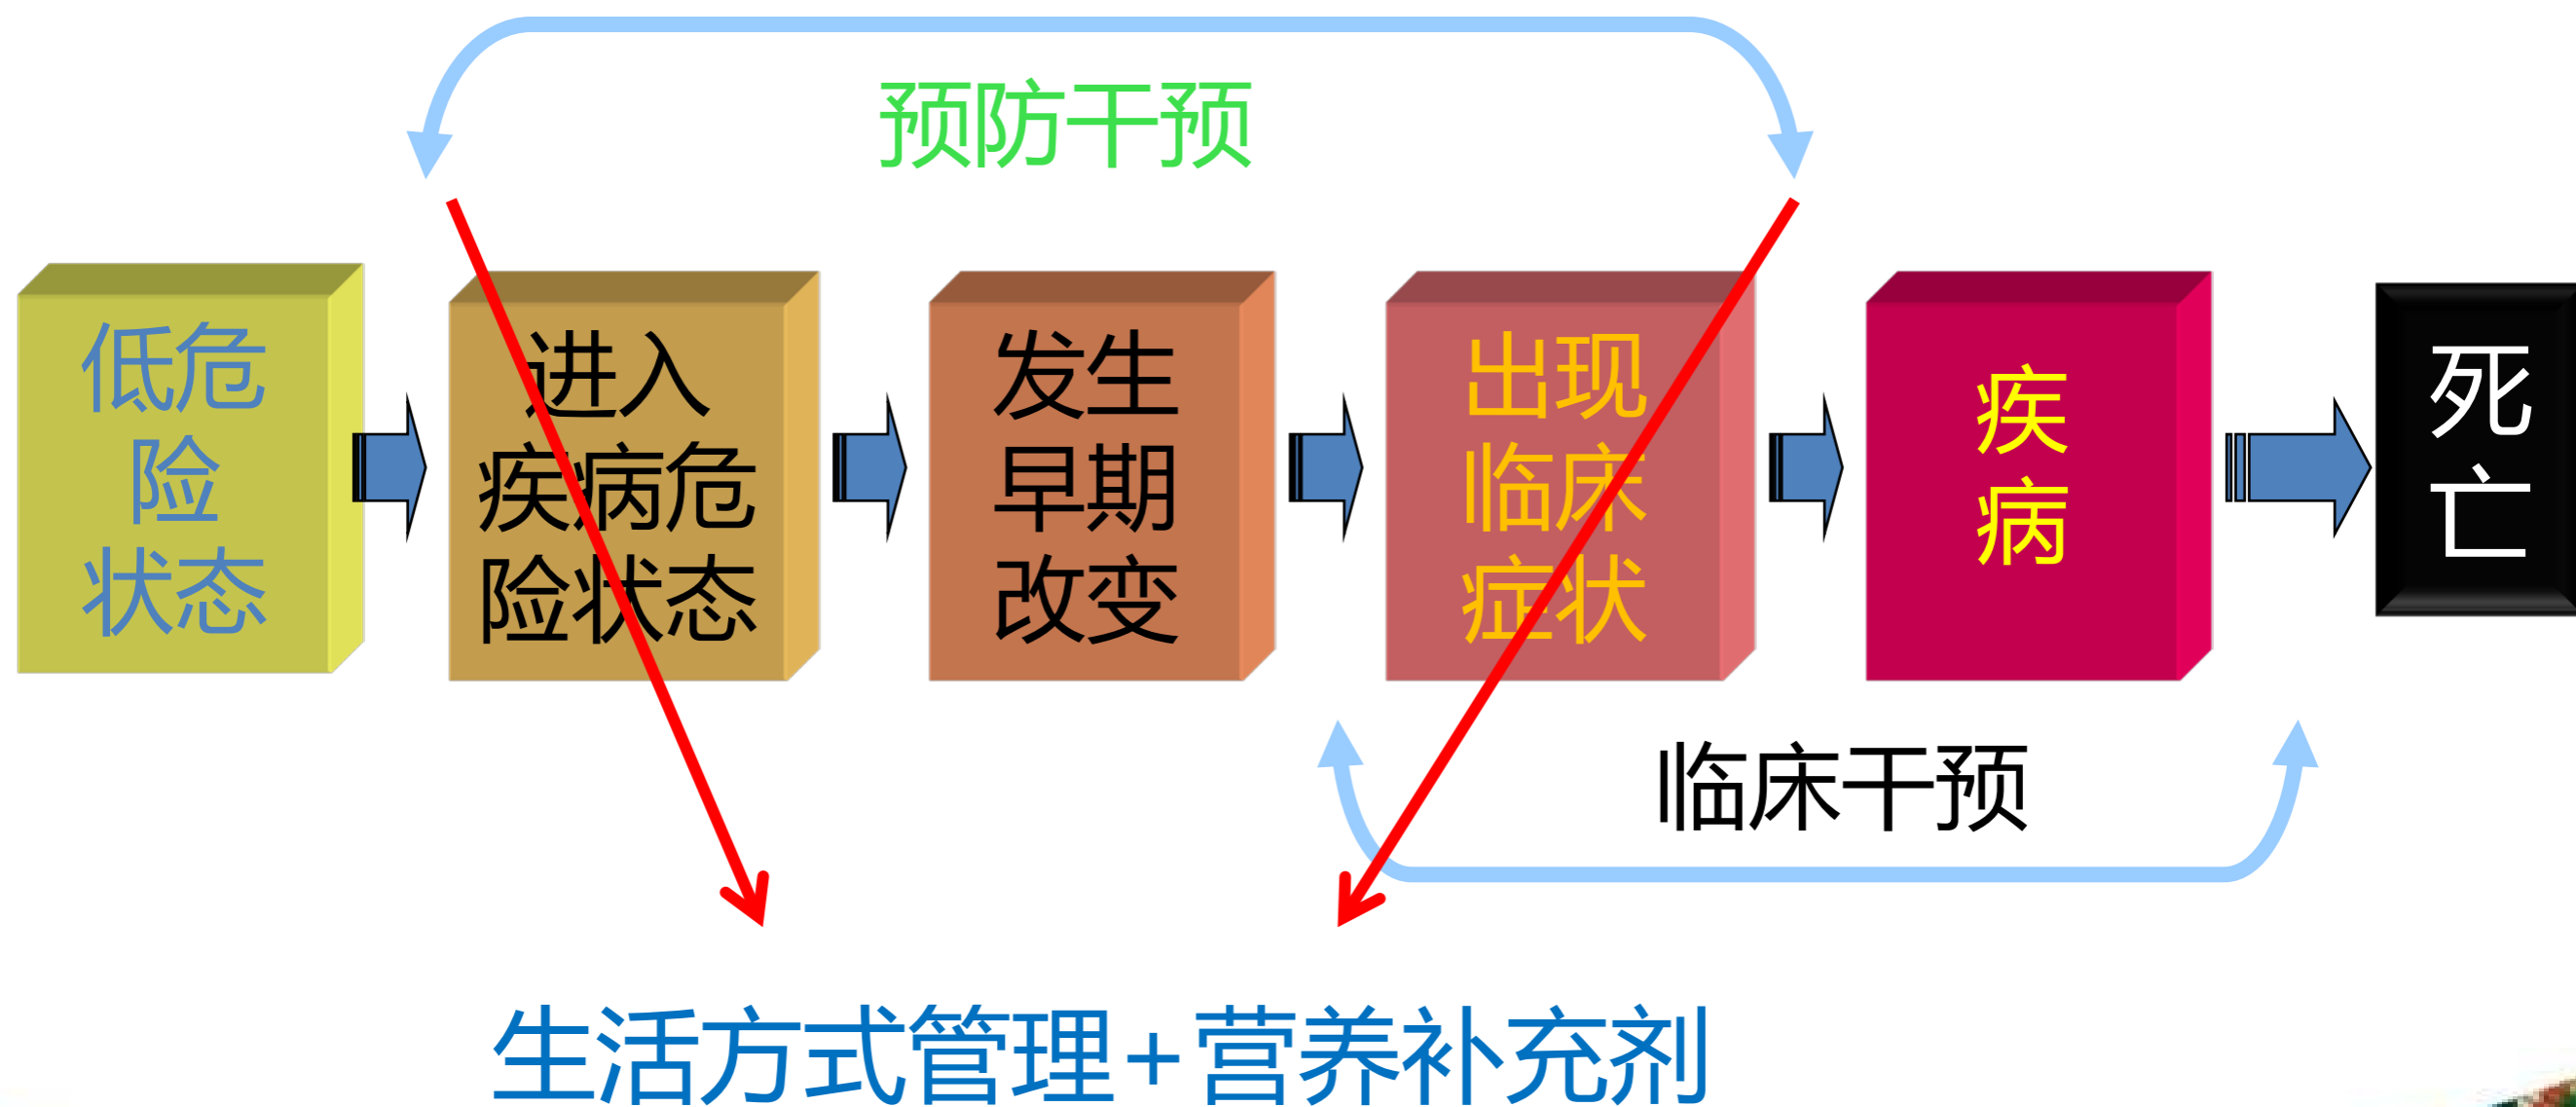 预防干预
低危
险
状态
进入
疾病危
险状态
发生
早期
改变
出现
临床
症状
疾
病
死
亡
临床干预
生活方式管理+营养补充剂